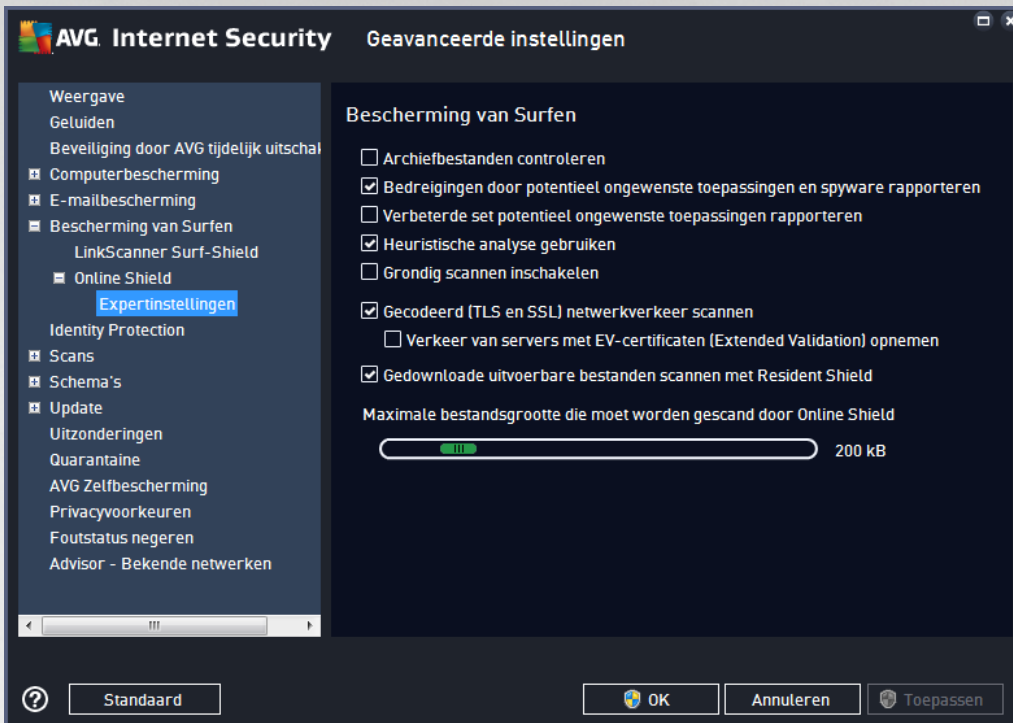 AVG. Internet Security Geavanceerde instellingen
Weergave
Geluiden
Beveiliging door AVG tijdelijk uitschak
Computerbescherming
E-mailbescherming
Bescherming van Surfen
LinkScanner Surf-Shield
Online Shield
Expertinstellingen
Identity Protection
Scans
Schema's
Update
Uitzonderingen
Quarantaine
AVG Zelfbescherming
Privacyvoorkeuren
Foutstatus negeren
Advisor - Bekende netwerken
Bescherming van Surfen
Archiefbestanden controleren
Bedreigingen door potentieel ongewenste toepassingen en spyware rapporteren
Verbeterde set potentieel ongewenste toepassingen rapporteren
Heuristische analyse gebruiken
Grondig scannen inschakelen
Gecodeerd (TLS en SSL) netwerkverkeer scannen
Verkeer van servers met EV-certificaten (Extended Validation) opnemen
Gedownloade uitvoerbare bestanden scannen met Resident Shield
Maximale bestandsgrootte die moet worden gescand door Online Shield
200 kB
Standaard
OK
Annuleren
Toepassen